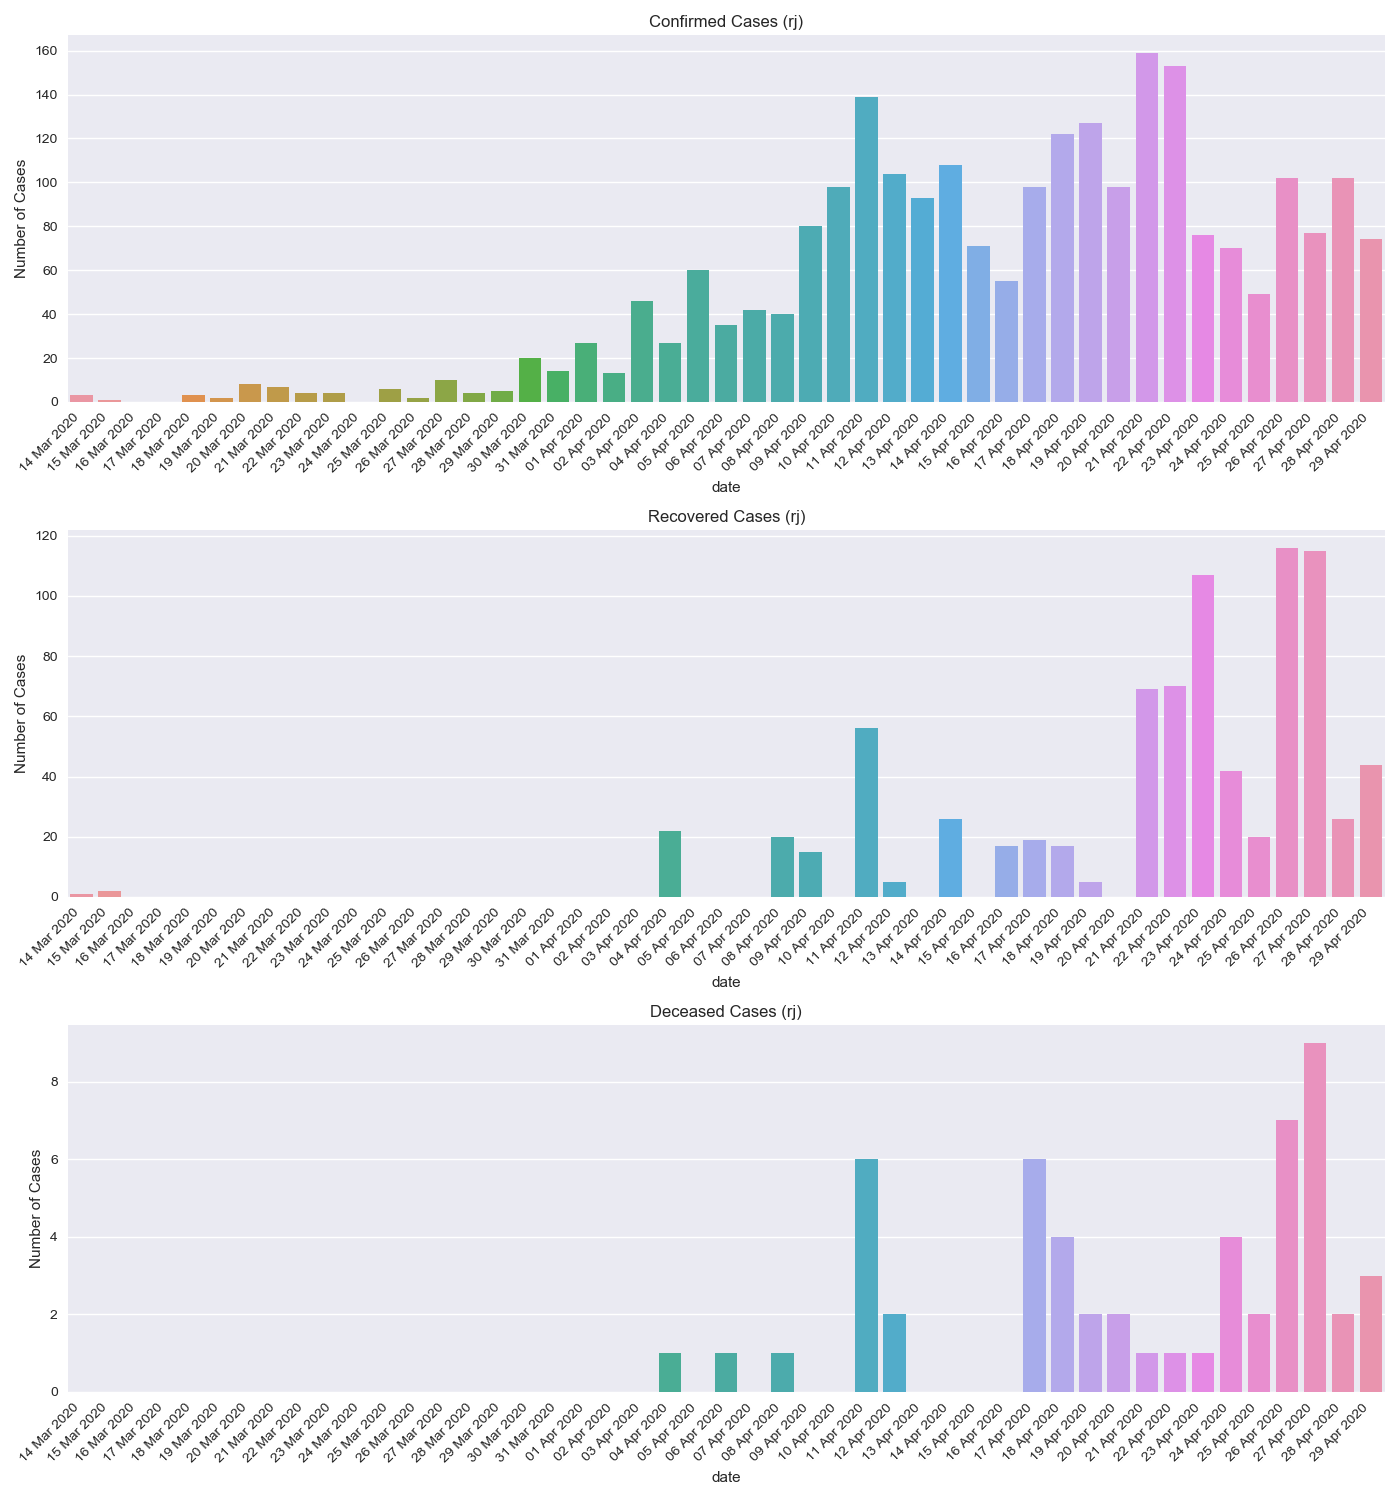 Confirmed Cases (rj)
Number of Cases
160
140
120
100
80
60
40
20
0
14 Mar 2020
15 Mar 2020
16 Mar 2020
17 Mar 2020
18 Mar 2020
19 Mar 2020
20 Mar 2020
21 Mar 2020
22 Mar 2020
23 Mar 2020
24 Mar 2020
25 Mar 2020
26 Mar 2020
27 Mar 2020
28 Mar 2020
29 Mar 2020
30 Mar 2020
31 Mar 2020
01 Apr 2020
02 Apr 2020
03 Apr 2020
04 Apr 2020
05 Apr 2020
06 Apr 2020
07 Apr 2020
08 Apr 2020
09 Apr 2020
10 Apr 2020
11 Apr 2020
12 Apr 2020
13 Apr 2020
14 Apr 2020
15 Apr 2020
16 Apr 2020
17 Apr 2020
18 Apr 2020
19 Apr 2020
20 Apr 2020
21 Apr 2020
22 Apr 2020
23 Apr 2020
24 Apr 2020
25 Apr 2020
26 Apr 2020
27 Apr 2020
28 Apr 2020
29 Apr 2020
date
Recovered Cases (rj)
Number of Cases
120
100
80
60
40
20
0
14 Mar 2020
15 Mar 2020
16 Mar 2020
17 Mar 2020
18 Mar 2020
19 Mar 2020
20 Mar 2020
21 Mar 2020
22 Mar 2020
23 Mar 2020
24 Mar 2020
25 Mar 2020
26 Mar 2020
27 Mar 2020
28 Mar 2020
29 Mar 2020
30 Mar 2020
31 Mar 2020
01 Apr 2020
02 Apr 2020
03 Apr 2020
04 Apr 2020
05 Apr 2020
06 Apr 2020
07 Apr 2020
08 Apr 2020
09 Apr 2020
10 Apr 2020
11 Apr 2020
12 Apr 2020
13 Apr 2020
14 Apr 2020
15 Apr 2020
16 Apr 2020
17 Apr 2020
18 Apr 2020
19 Apr 2020
20 Apr 2020
21 Apr 2020
22 Apr 2020
23 Apr 2020
24 Apr 2020
25 Apr 2020
26 Apr 2020
27 Apr 2020
28 Apr 2020
29 Apr 2020
date
Deceased Cases (rj)
Number of Cases
8
6
4
2
0
14 Mar 2020
15 Mar 2020
16 Mar 2020
17 Mar 2020
18 Mar 2020
19 Mar 2020
20 Mar 2020
21 Mar 2020
22 Mar 2020
23 Mar 2020
24 Mar 2020
25 Mar 2020
26 Mar 2020
27 Mar 2020
28 Mar 2020
29 Mar 2020
30 Mar 2020
31 Mar 2020
01 Apr 2020
02 Apr 2020
03 Apr 2020
04 Apr 2020
05 Apr 2020
06 Apr 2020
07 Apr 2020
08 Apr 2020
09 Apr 2020
10 Apr 2020
11 Apr 2020
12 Apr 2020
13 Apr 2020
14 Apr 2020
15 Apr 2020
16 Apr 2020
17 Apr 2020
18 Apr 2020
19 Apr 2020
20 Apr 2020
21 Apr 2020
22 Apr 2020
23 Apr 2020
24 Apr 2020
25 Apr 2020
26 Apr 2020
27 Apr 2020
28 Apr 2020
29 Apr 2020
date